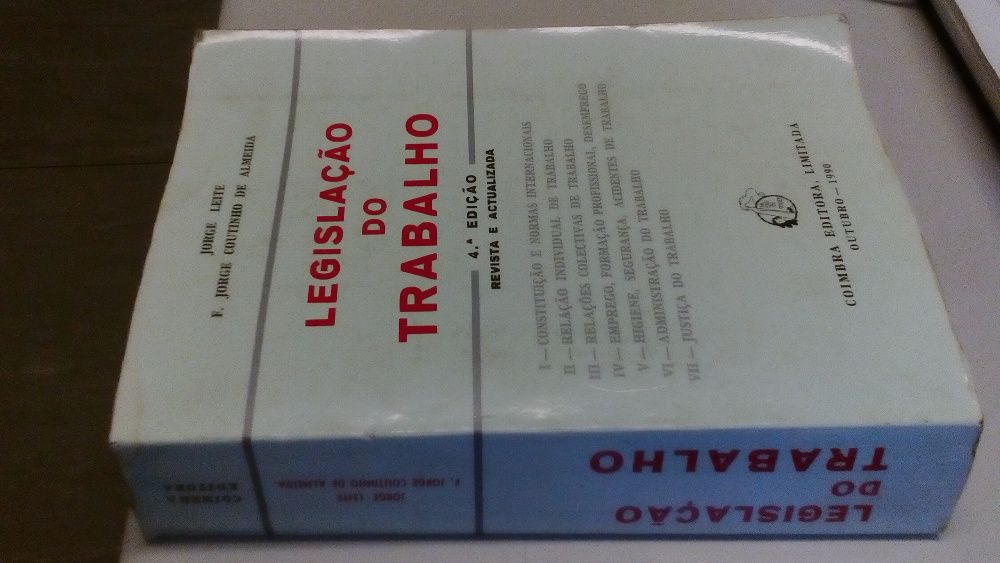 JORGE LEITE
F. JORGE COUTINHO DE ALMEIDA
LEGISLAÇÃO
DO
TRABALHO
4.ª EDIÇÃO
REVISTA E ACTUALIZADA
I — CONSTITUIÇÃO E NORMAS INTERNACIONAIS
II — RELAÇÃO INDIVIDUAL DE TRABALHO
III — RELAÇÕES COLECTIVAS DE TRABALHO
IV — EMPREGO, FORMAÇÃO PROFISSIONAL, DESEMPREGO
V — HIGIENE, SEGURANÇA, ACIDENTES DE TRABALHO
VI — ADMINISTRAÇÃO DO TRABALHO
VII — JUSTIÇA DO TRABALHO
COIMBRA EDITORA, LIMITADA
OUTUBRO — 1990
COIMBRA
EDITORA
JORGE LEITE
F. JORGE COUTINHO DE ALMEIDA
LEGISLAÇÃO
DO
TRABALHO